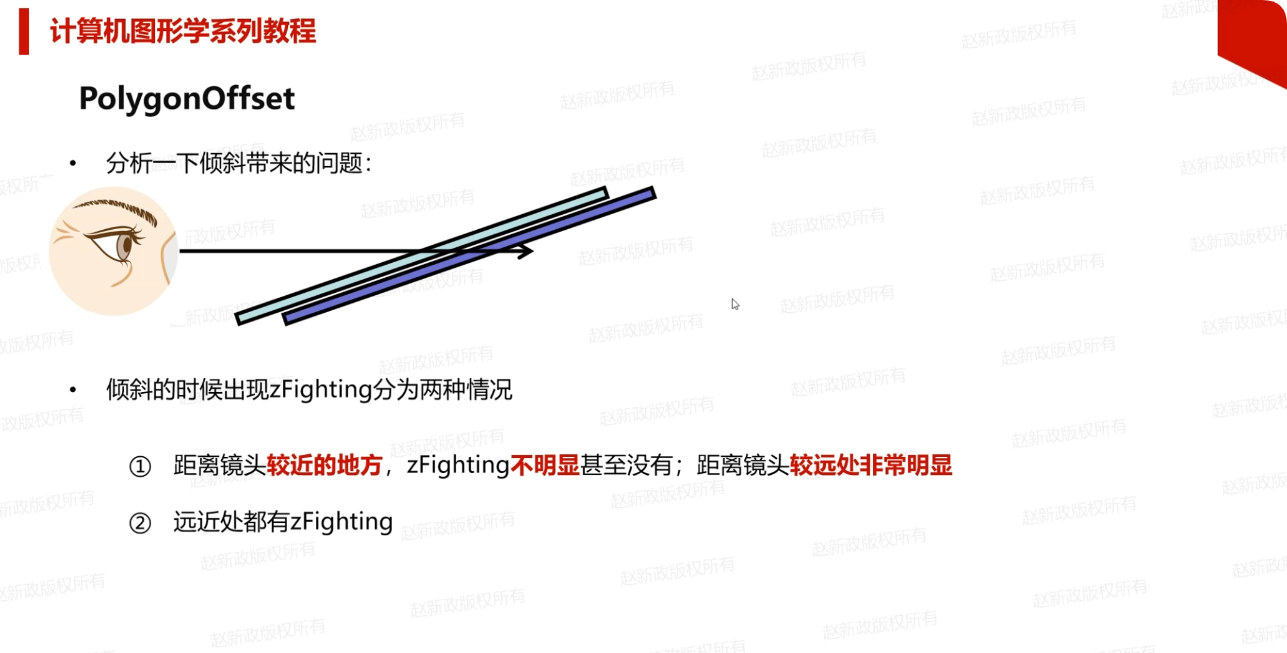 计算机图形学系列教程
PolygonOffset
• 分析一下倾斜带来的问题：
• 倾斜的时候出现zFighting分为两种情况
① 距离镜头较近的地方，zFighting不明显甚至没有；距离镜头较远处非常明显
② 远近处都有zFighting
赵新政版权所有